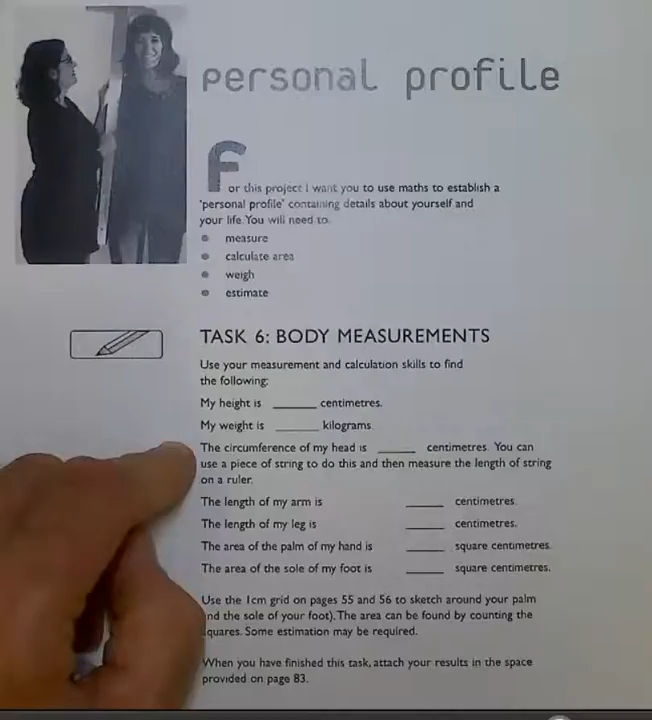 personal profile
For this project I want you to use maths to establish a
'personal profile' containing details about yourself and
your life. You will need to:
measure
calculate area
weigh
estimate
TASK 6: BODY MEASUREMENTS
Use your measurement and calculation skills to find
the following:
My height is ______ centimetres.
My weight is ______ kilograms.
The circumference of my head is _____ centimetres. You can
use a piece of string to do this and then measure the length of string
on a ruler.
The length of my arm is _____ centimetres.
The length of my leg is _____ centimetres.
The area of the palm of my hand is _____ square centimetres.
The area of the sole of my foot is _____ square centimetres.
Use the 1cm grid on pages 55 and 56 to sketch around your palm
nd the sole of your foot). The area can be found by counting the
quares. Some estimation may be required.
When you have finished this task, attach your results in the space
provided on page 83.